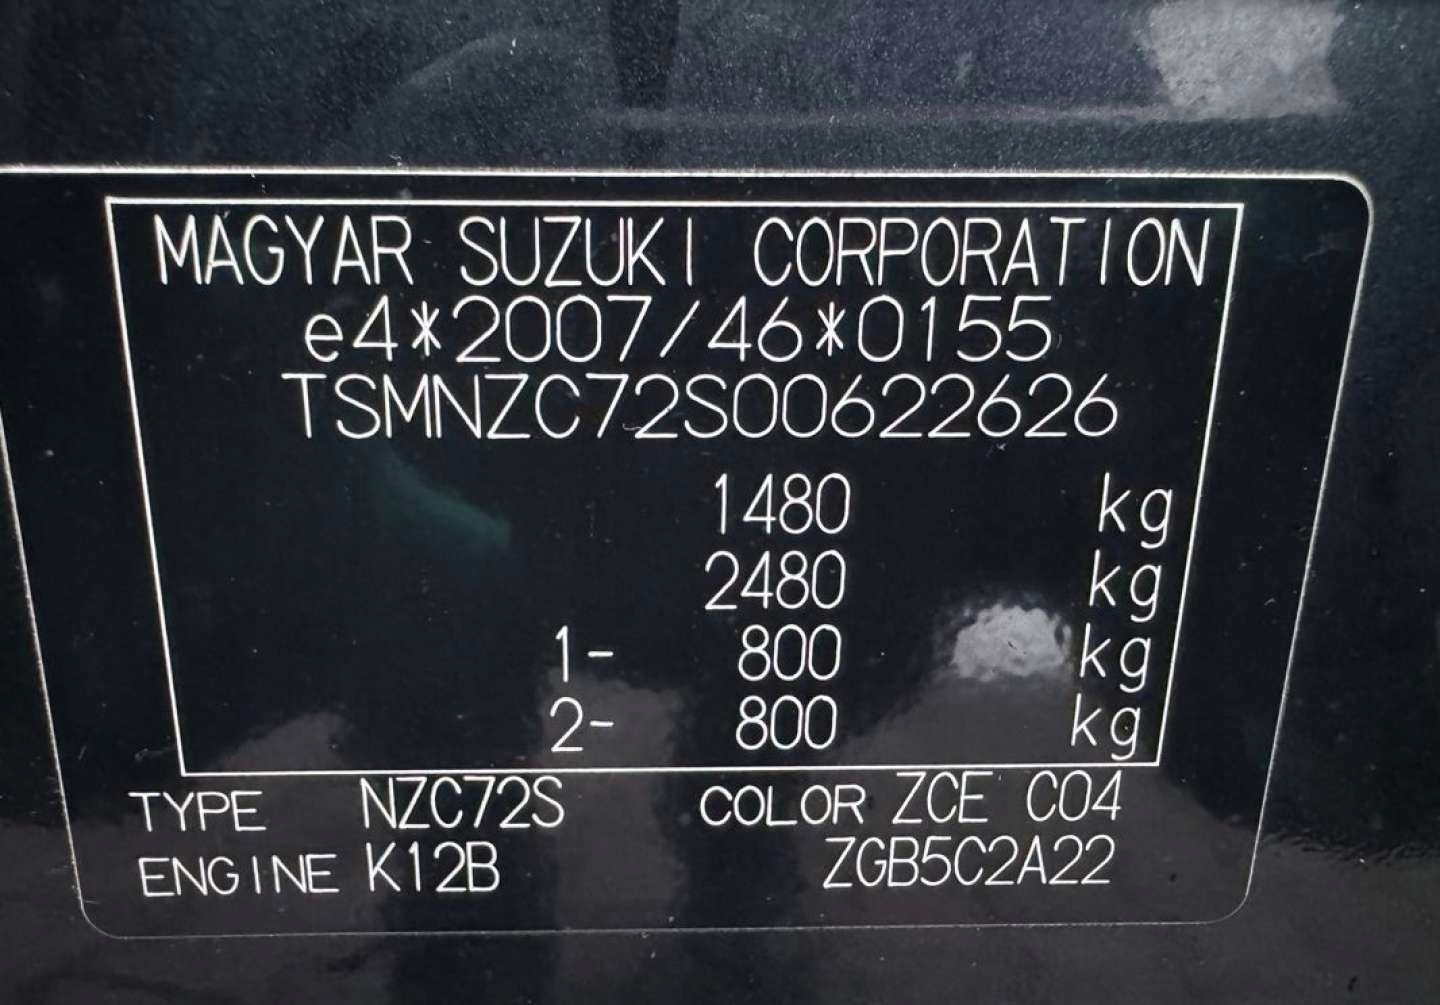 MAGYAR SUZUKI CORPORATION
e4*2007/46*0155
TSMNZC72S00622626
1480 kg
2480 kg
1- 800 kg
2- 800 kg
TYPE NZC72S COLOR ZCE C04
ENGINE K12B ZGB5C2A22